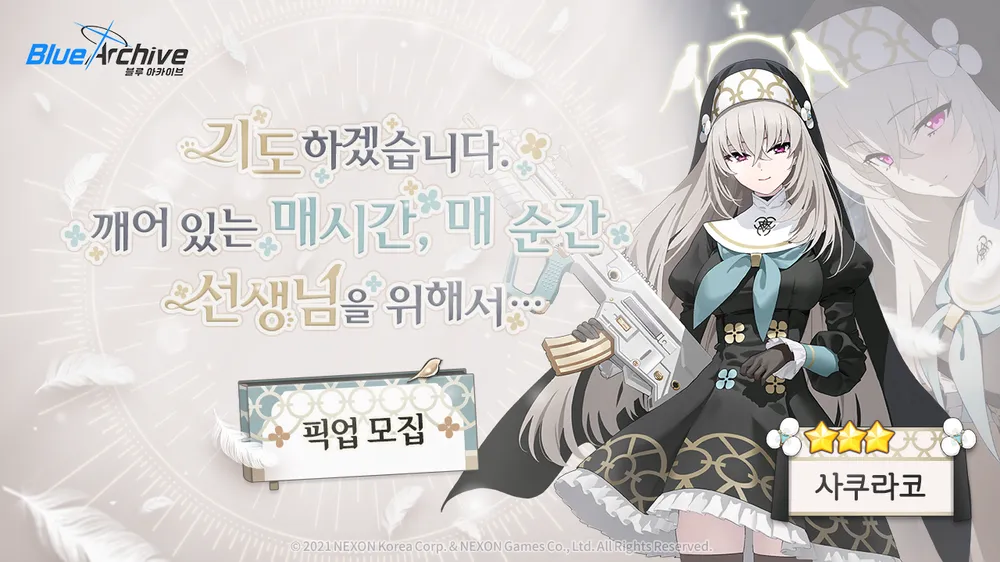 Blue Archive
블루 아카이브
기도하겠습니다.
깨어 있는 매시간, 매 순간
선생님을 위해서…
픽업 모집
사쿠라코
© 2021 NEXON Korea Corp. & NEXON Games Co., Ltd. All Rights Reserved.